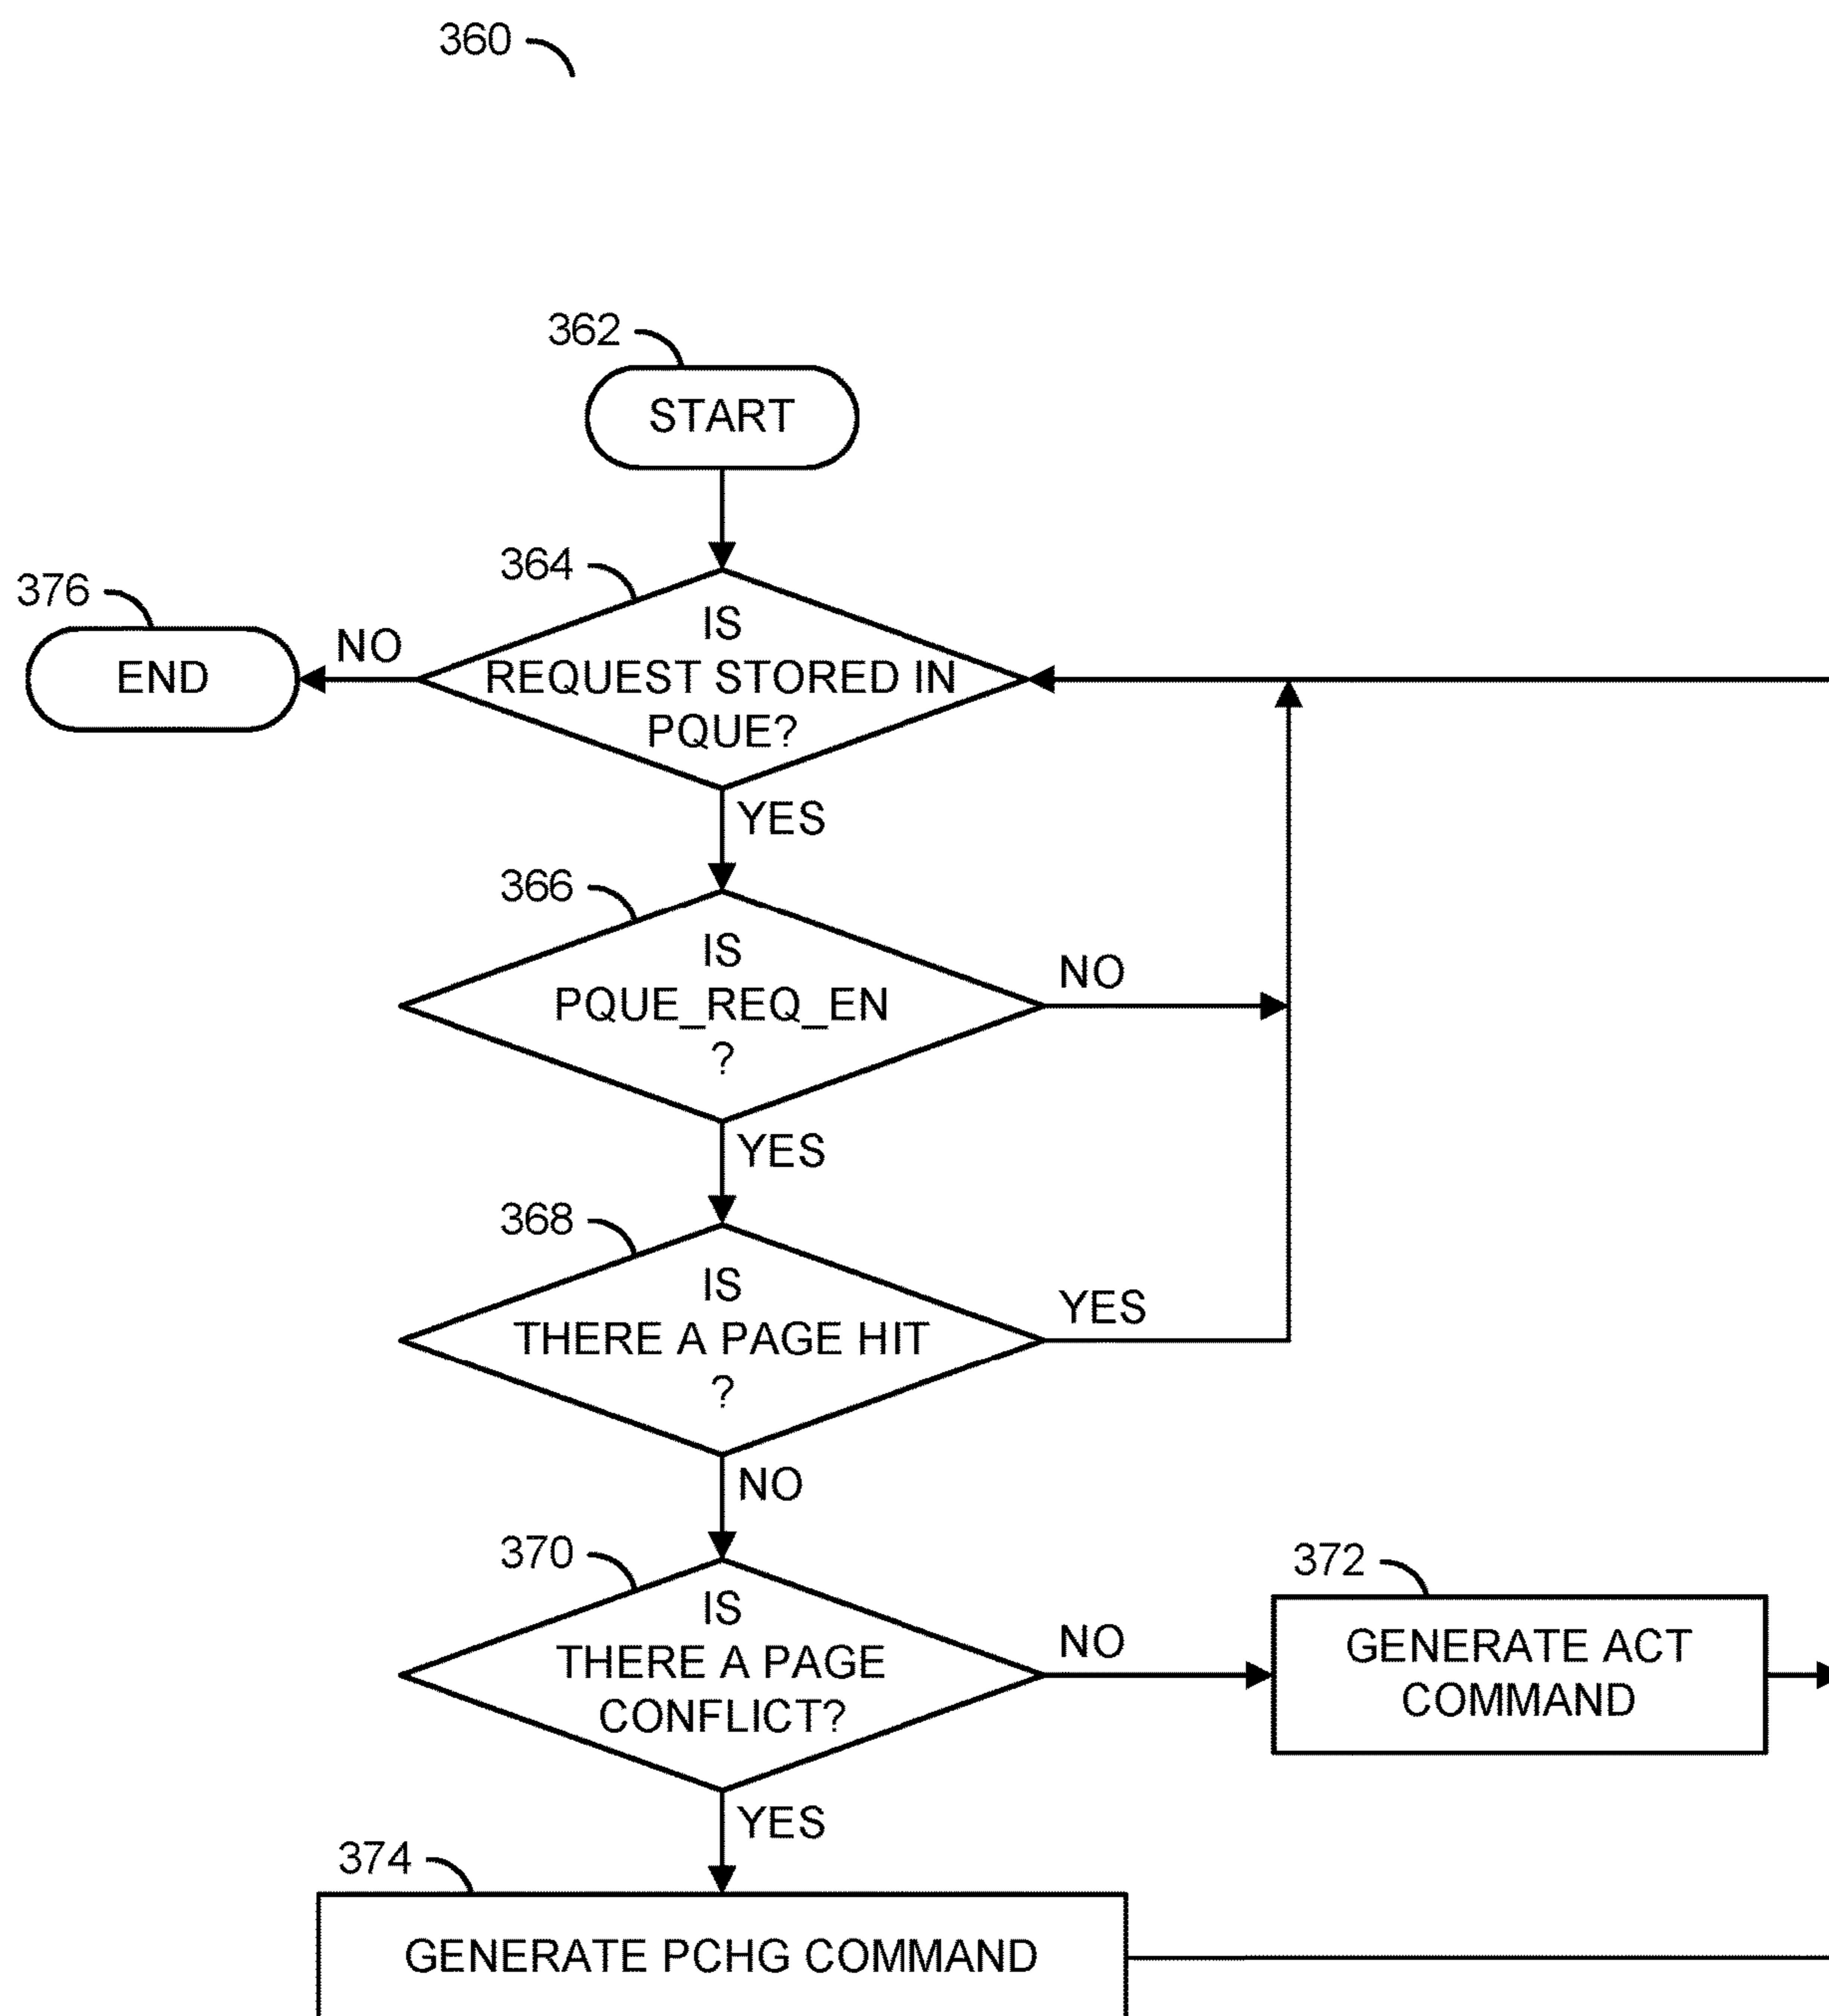 360
362
START
364
376
NO
END
IS
REQUEST STORED IN
PQUE?
YES
366
IS
PQUE_REQ_EN
?
NO
YES
368
IS
THERE A PAGE HIT
?
YES
NO
370
IS
THERE A PAGE
CONFLICT?
NO
372
GENERATE ACT
COMMAND
YES
374
GENERATE PCHG COMMAND